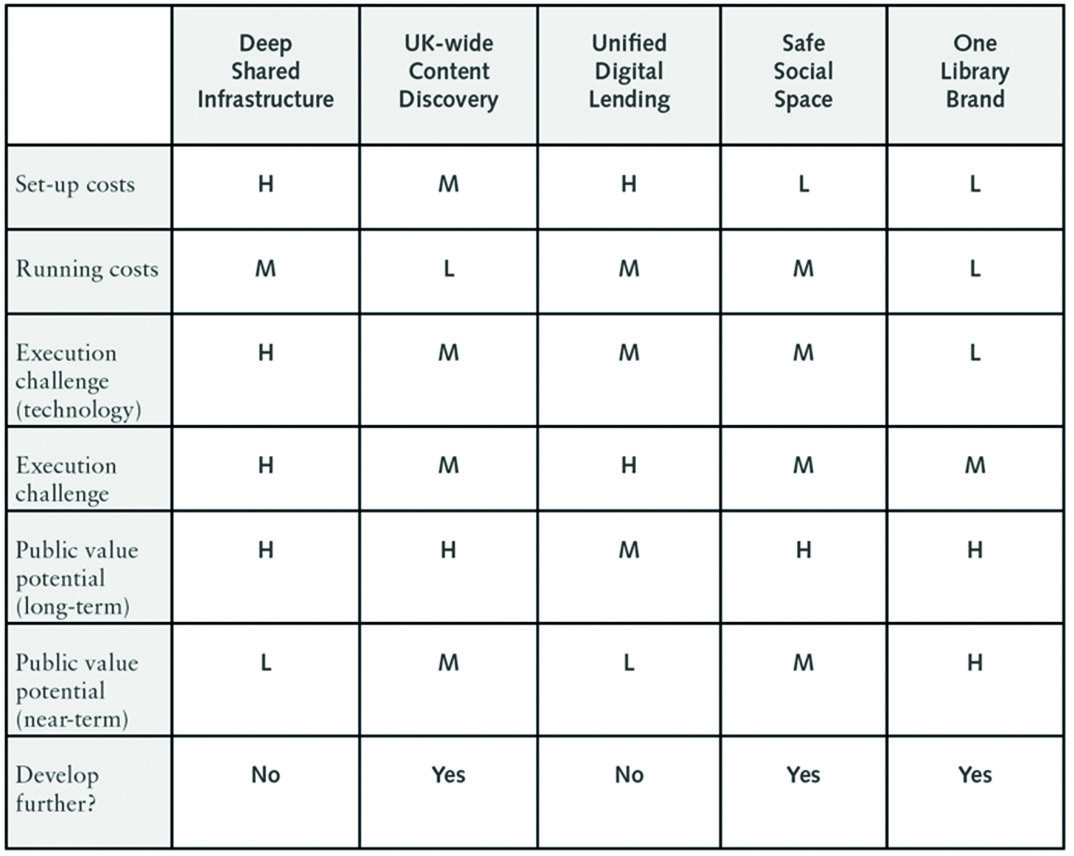 Deep
Shared
Infrastructure
UK-wide
Content
Discovery
Unified
Digital
Lending
Safe
Social
Space
One
Library
Brand
Set-up costs
H
M
H
L
L
Running costs
M
L
M
M
L
Execution
challenge
(technology)
H
M
M
M
L
Execution
challenge
H
M
H
M
M
Public value
potential
(long-term)
H
H
M
H
H
Public value
potential
(near-term)
L
M
L
M
H
Develop
further?
No
Yes
No
Yes
Yes